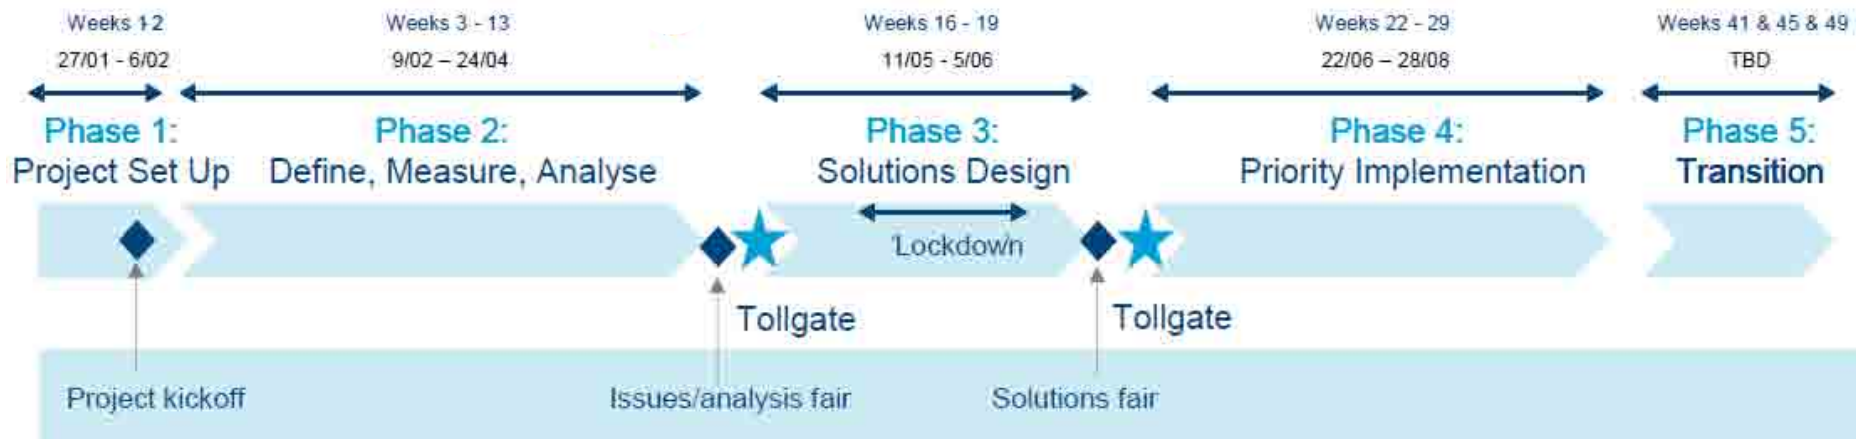 Weeks 1-2
27/01 - 6/02
Phase 1:
Project Set Up
Weeks 3 - 13
9/02 – 24/04
Phase 2:
Define, Measure, Analyse
Weeks 16 - 19
11/05 - 5/06
Phase 3:
Solutions Design
Weeks 22 - 29
22/06 – 28/08
Phase 4:
Priority Implementation
Weeks 41 & 45 & 49
TBD
Phase 5:
Transition
'Lockdown
Tollgate
Tollgate
Project kickoff
Issues/analysis fair
Solutions fair